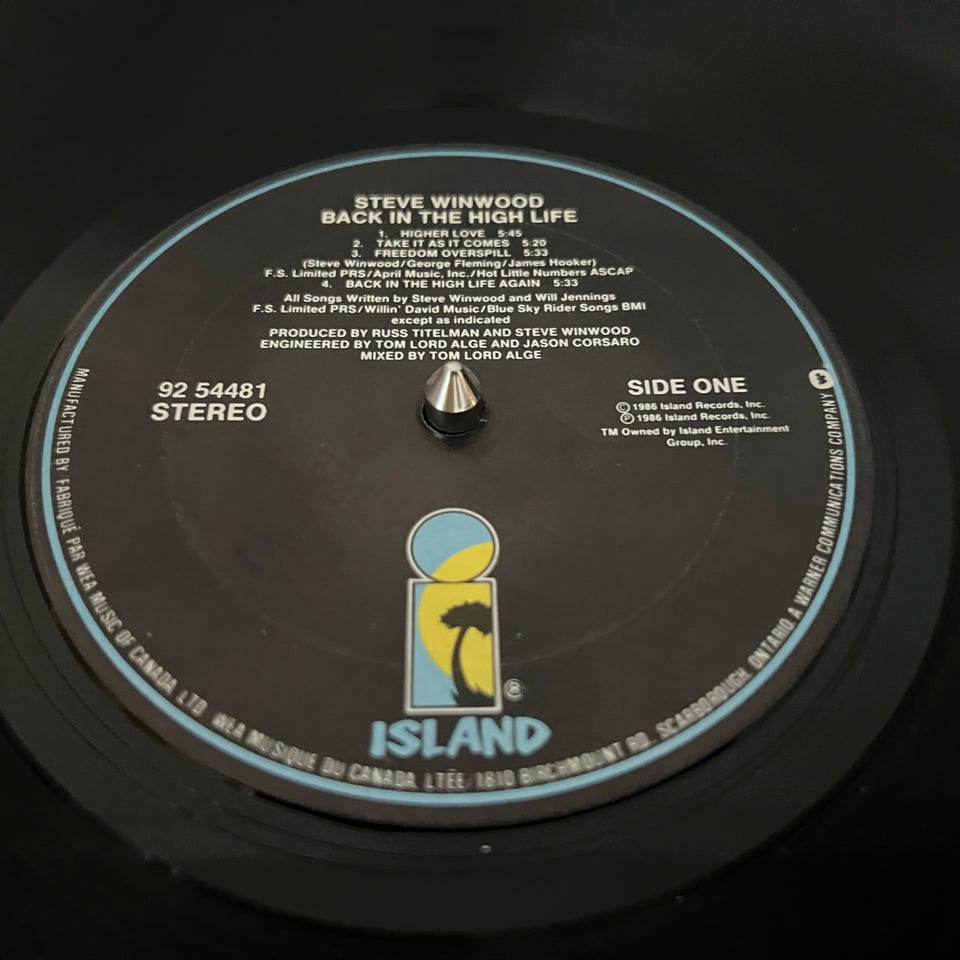 STEVE WINWOOD
BACK IN THE HIGH LIFE
1. HIGHER LOVE 5:45
2. TAKE IT AS IT COMES 5:20
3. FREEDOM OVERSPILL 5:33
(Steve Winwood/George Fleming/James Hooker)
F.S. Limited PRS/April Music, Inc./Hot Little Numbers ASCAP
4. BACK IN THE HIGH LIFE AGAIN 5:33
All Songs Written by Steve Winwood and Will Jennings
F.S. Limited PRS/Willin' David Music/Blue Sky Rider Songs BMI
except as indicated
PRODUCED BY RUSS TITELMAN AND STEVE WINWOOD
ENGINEERED BY TOM LORD ALGE AND JASON CORSARO
MIXED BY TOM LORD ALGE
92 54481
STEREO
SIDE ONE
© 1986 Island Records, Inc.
℗ 1986 Island Records, Inc.
TM Owned by Island Entertainment
Group, Inc.
®
ISLAND
MANUFACTURED BY FABRIQUÉ PAR WEA MUSIC OF CANADA, LTD WEA MUSIQUE DU CANADA, LTÉE/1810 BIRCHMOUNT RD, SCARBOROUGH, ONTARIO A WARNER COMMUNICATIONS COMPANY